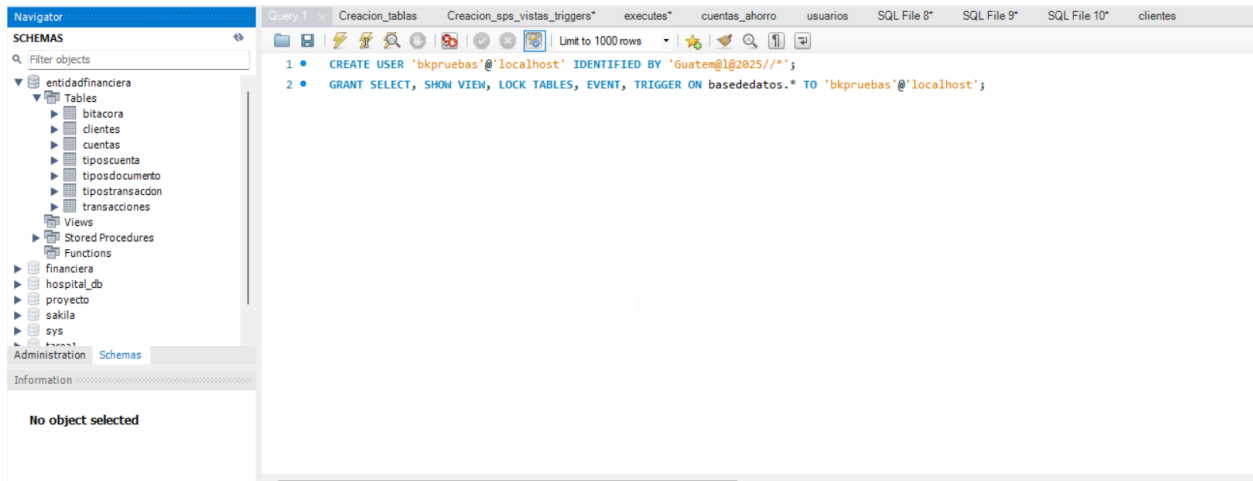 Navigator
SCHEMAS
Filter objects
entidadfinanciera
Tables
bitacora
clientes
cuentas
tiposcuenta
tiposdocumento
tipostransaccion
transacciones
Views
Stored Procedures
Functions
financiera
hospital_db
proyecto
sakila
sys
tarea1
Administration Schemas
Information
No object selected
Query 1 Creacion_tablas Creacion_sps_vistas_triggers* executes* cuentas_ahorro usuarios SQL File 8* SQL File 9* SQL File 10* clientes
Limit to 1000 rows
1 CREATE USER 'bkpruebas'@'localhost' IDENTIFIED BY 'Guatem@l@2025//*';
2 GRANT SELECT, SHOW VIEW, LOCK TABLES, EVENT, TRIGGER ON basededatos.* TO 'bkpruebas'@'localhost';